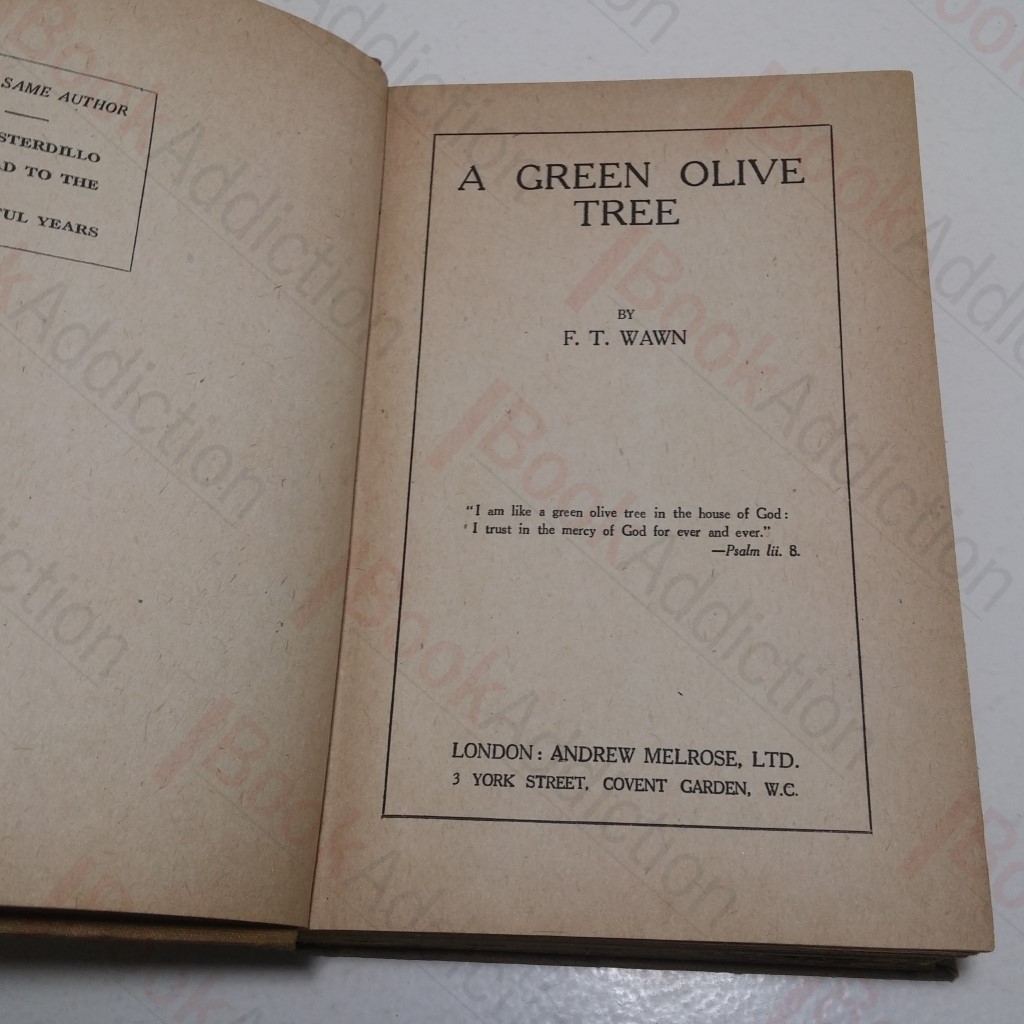 SAME AUTHOR
STERDILLO
D TO THE
UL YEARS
A GREEN OLIVE
TREE
BY
F. T. WAWN
"I am like a green olive tree in the house of God:
I trust in the mercy of God for ever and ever."
—Psalm lii. 8.
LONDON: ANDREW MELROSE, LTD.
3 YORK STREET, COVENT GARDEN, W.C.
BookAddiction